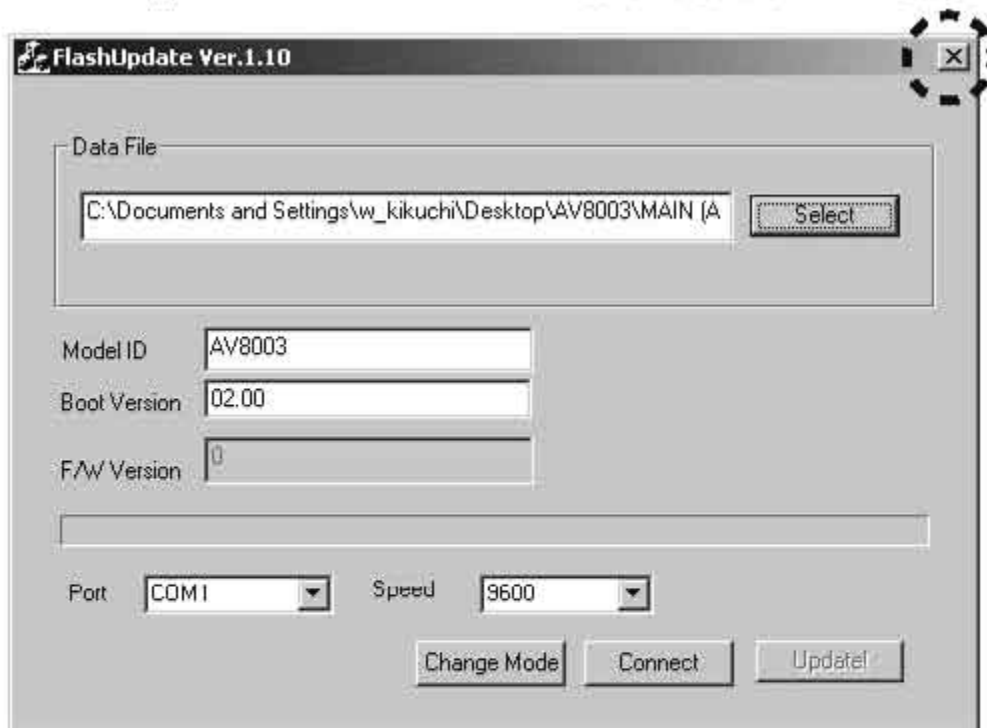 FlashUpdate Ver.1.10
Data File
C:\Documents and Settings\w_kikuchi\Desktop\AV8003\MAIN (A
Select
Model ID
AV8003
Boot Version
02.00
F/W Version
0
Port
COM1
Speed
9600
Change Mode
Connect
Update!